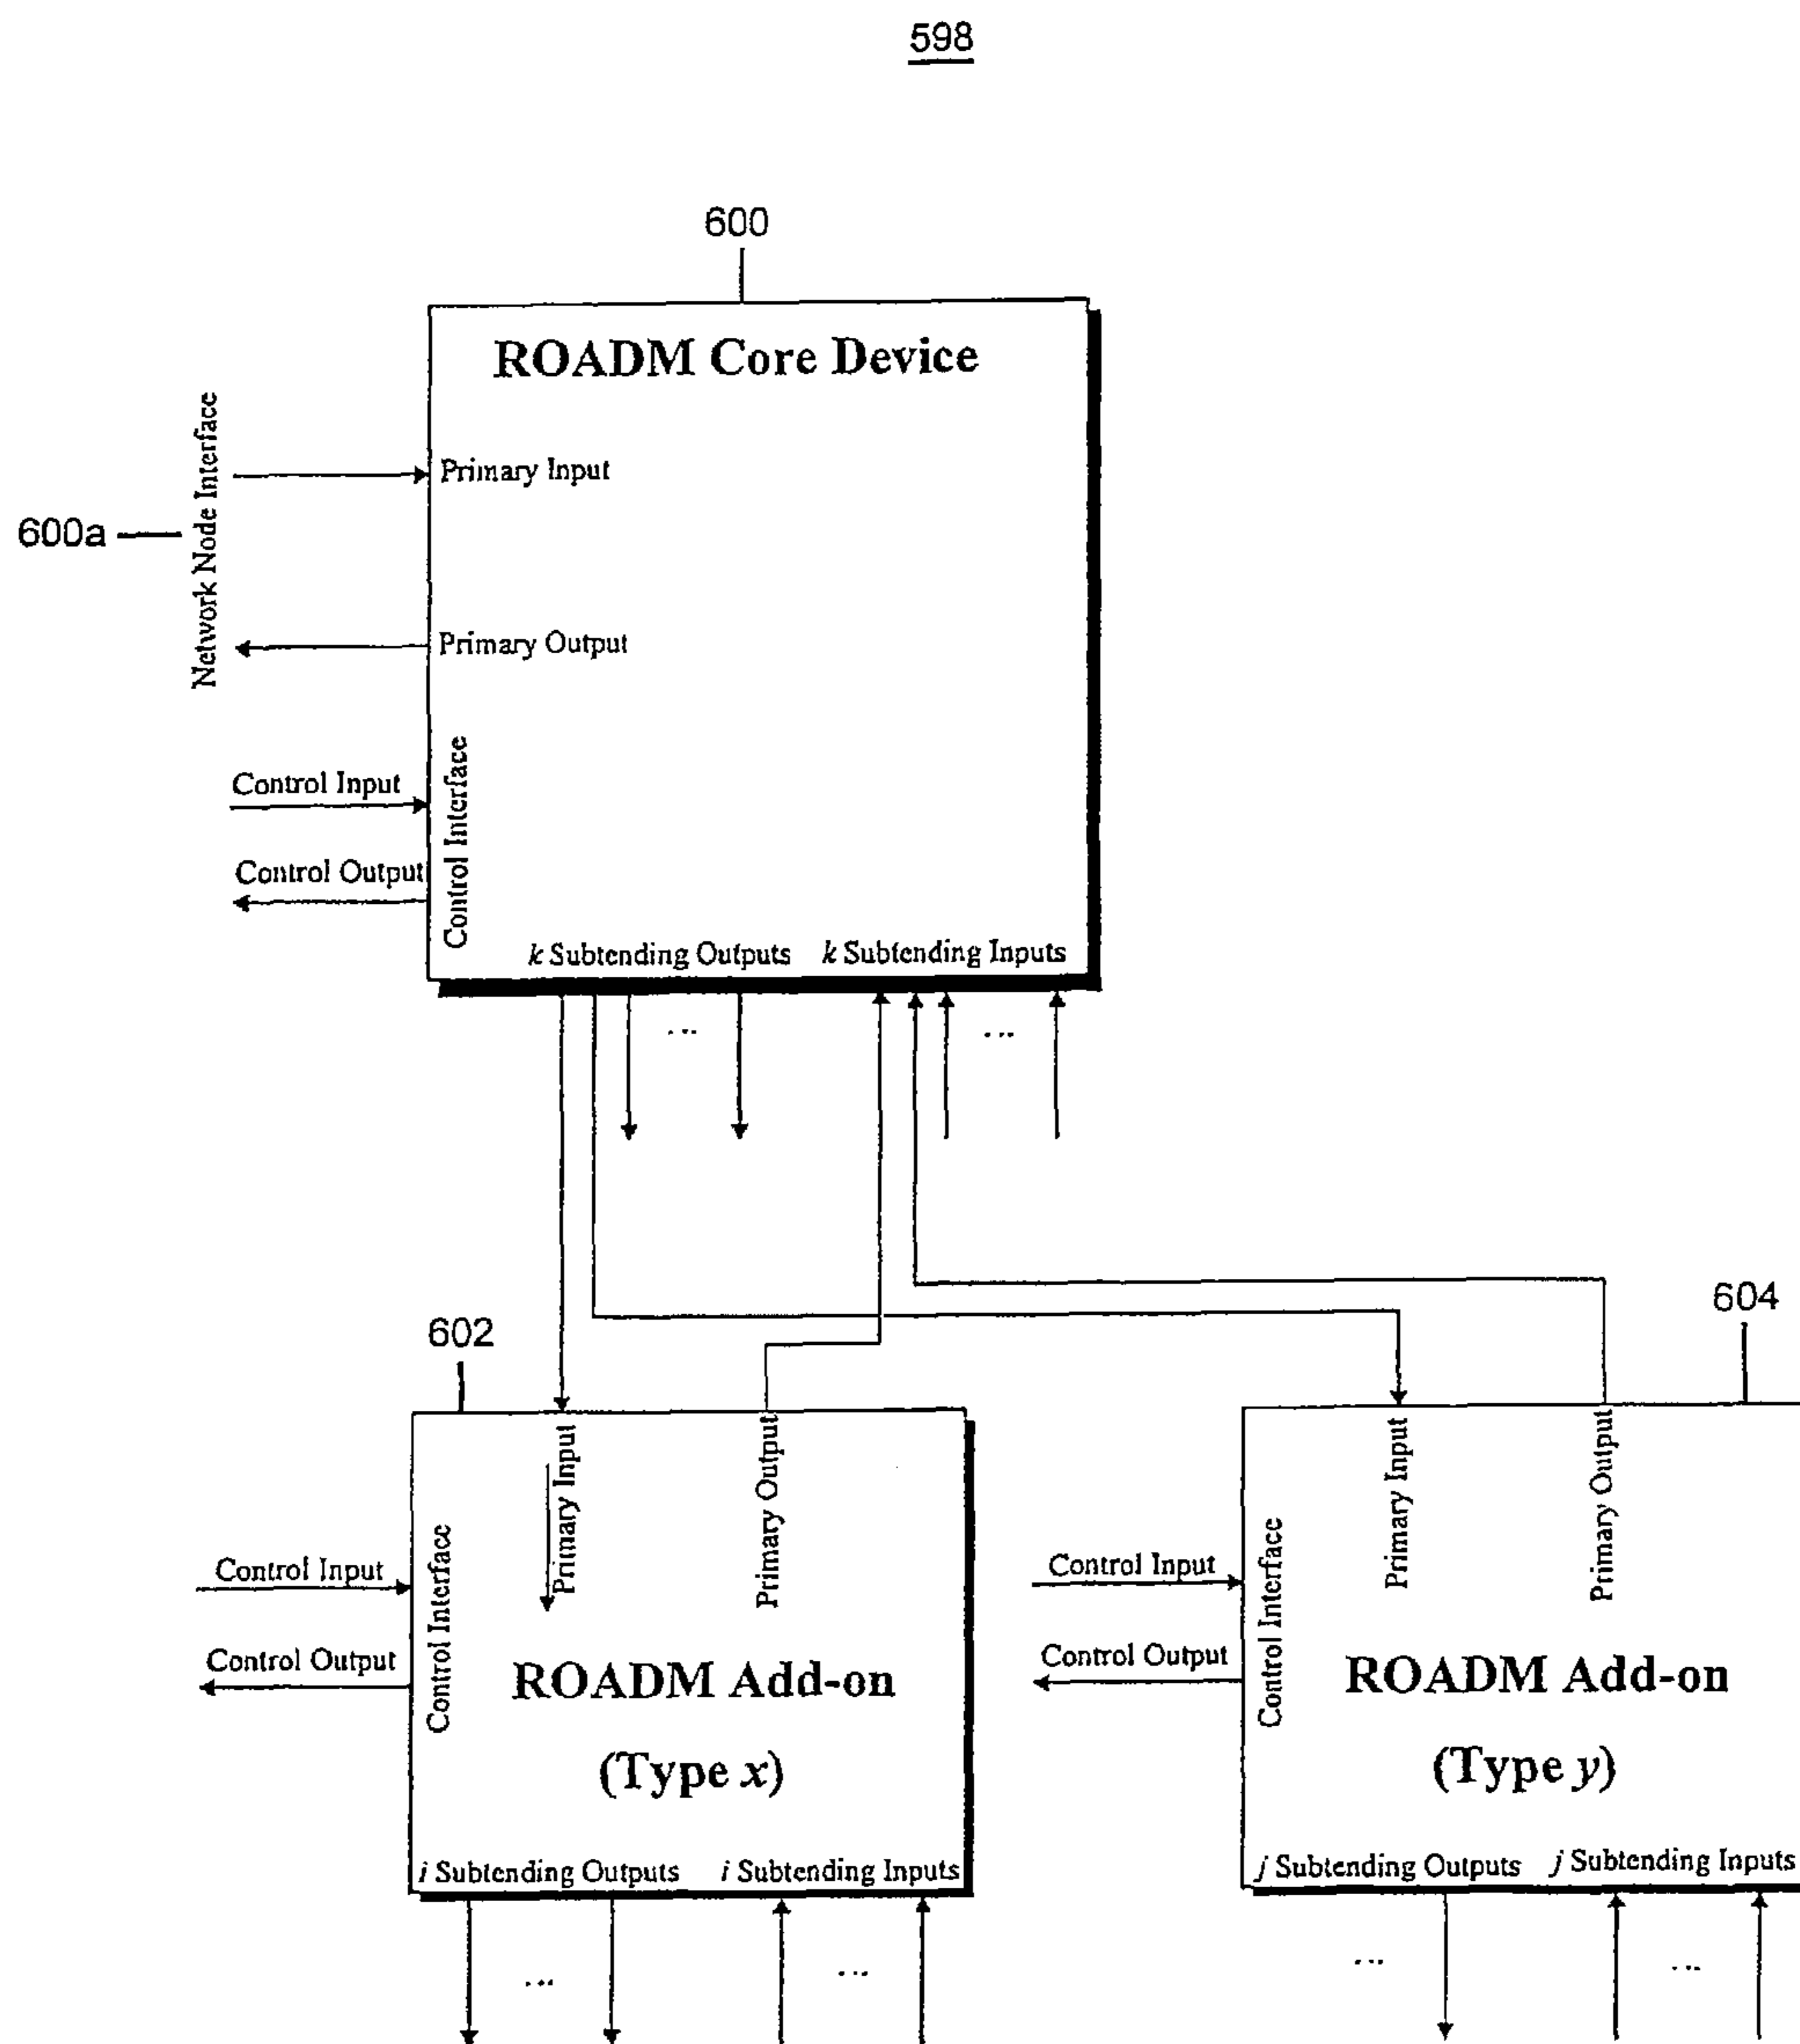 598
600
ROADM Core Device
Network Node Interface
600a
Primary Input
Primary Output
Control Interface
Control Input
Control Output
k Subtending Outputs
k Subtending Inputs
...
...
602
604
Primary Input
Primary Output
Control Interface
Control Input
Control Output
ROADM Add-on
(Type x)
i Subtending Outputs
i Subtending Inputs
...
...
Primary Input
Primary Output
Control Interface
Control Input
Control Output
ROADM Add-on
(Type y)
j Subtending Outputs
j Subtending Inputs
...
...